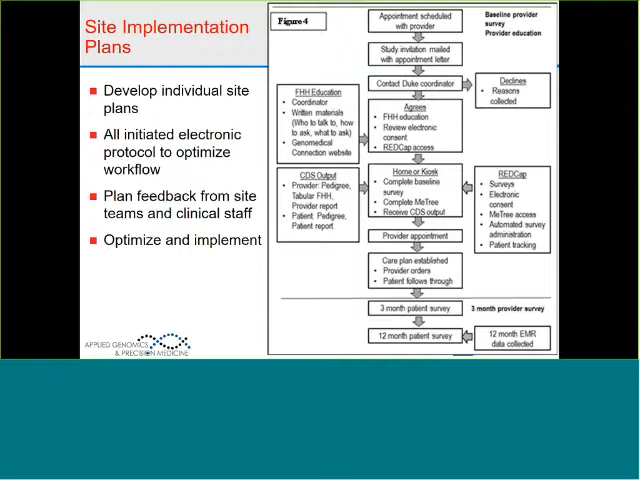 Site Implementation
Plans
Develop individual site
plans
All initiated electronic
protocol to optimize
workflow
Plan feedback from site
teams and clinical staff
Optimize and implement
APPLIED GENOMICS
& PRECISION MEDICINE
Figure 4
Appointment scheduled
with provider
Baseline provider
survey
Provider education
Study invitation mailed
with appointment letter
Contact Duke coordinator
Declines
• Reasons
collected
FHH Education
• Coordinator
• Written materials
(Who to talk to, how
to ask, what to ask)
• Genomedical
Connection website
Agrees
• FHH education
• Review electronic
consent
• REDCap access
CDS Output
• Provider: Pedigree,
Tabular FHH,
Provider report
• Patient: Pedigree,
Patient report
Home or Kiosk
• Complete baseline
survey
• Complete MeTree
• Receive CDS output
REDCap
• Surveys
• Electronic
consent
• MeTree access
• Automated survey
administration
• Patient tracking
Provider appointment
Care plan established
• Provider orders
• Patient follows through
3 month patient survey
3 month provider survey
12 month patient survey
12 month EMR
data collected